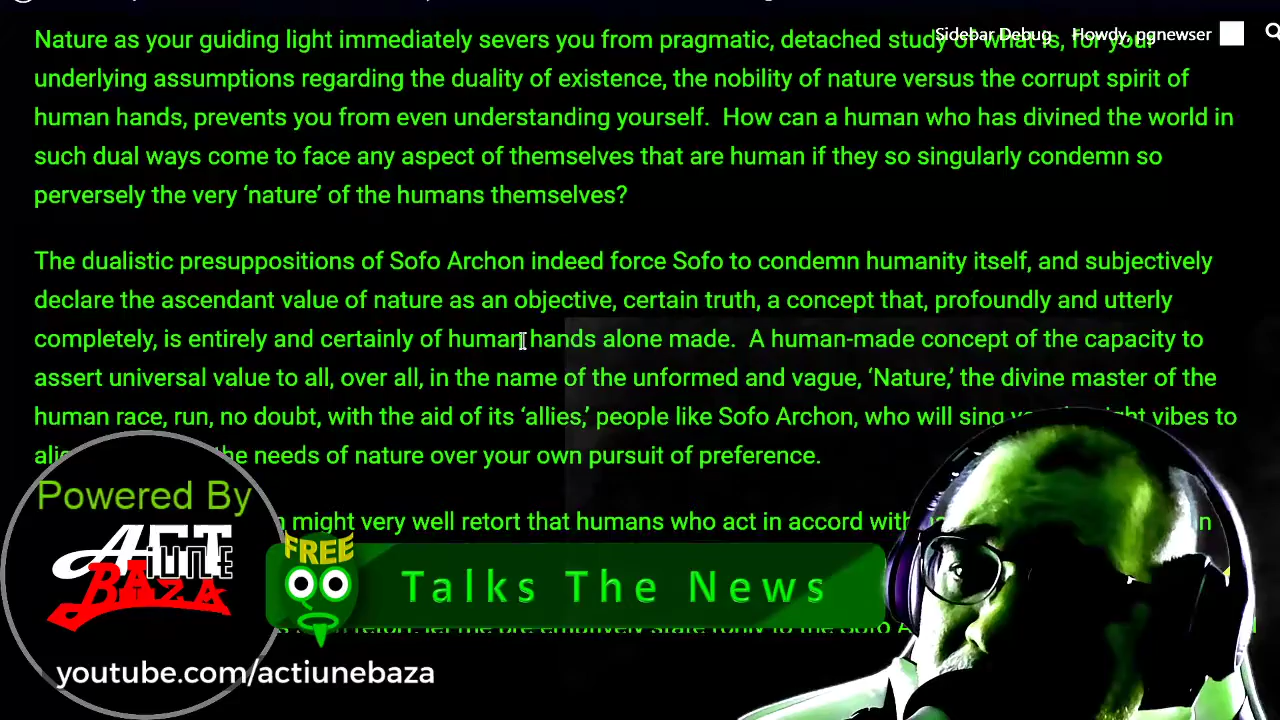 Sidebar Debug Howdy, pgnewser
Nature as your guiding light immediately severs you from pragmatic, detached study of what is, for your
underlying assumptions regarding the duality of existence, the nobility of nature versus the corrupt spirit of
human hands, prevents you from even understanding yourself. How can a human who has divined the world in
such dual ways come to face any aspect of themselves that are human if they so singularly condemn so
perversely the very ‘nature’ of the humans themselves?
The dualistic presuppositions of Sofo Archon indeed force Sofo to condemn humanity itself, and subjectively
declare the ascendant value of nature as an objective, certain truth, a concept that, profoundly and utterly
completely, is entirely and certainly of human hands alone made. A human-made concept of the capacity to
assert universal value to all, over all, in the name of the unformed and vague, ‘Nature,’ the divine master of the
human race, run, no doubt, with the aid of its ‘allies,’ people like Sofo Archon, who will sing vibes to
the needs of nature over your own pursuit of preference.
might very well retort that humans who act in accord with
Powered By
ACTiUNE
BAZA
FREE
Talks The News
youtube.com/actiunebaza